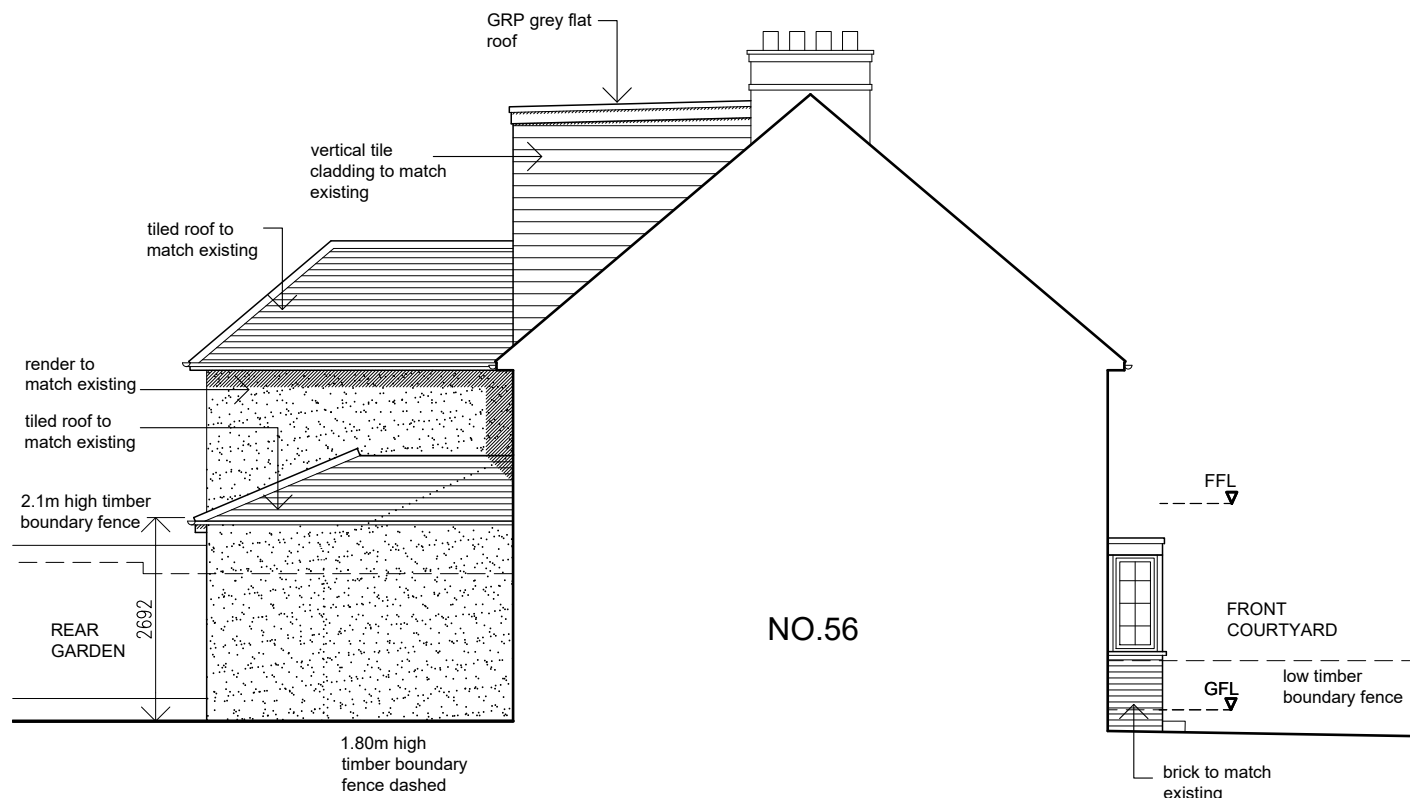 GRP grey flat
roof
vertical tile
cladding to match
existing
tiled roof to
match existing
render to
match existing
tiled roof to
match existing
2.1m high timber
boundary fence
FFL
2692
REAR
GARDEN
NO.56
FRONT
COURTYARD
low timber
boundary fence
GFL
1.80m high
timber boundary
fence dashed
brick to match
existing